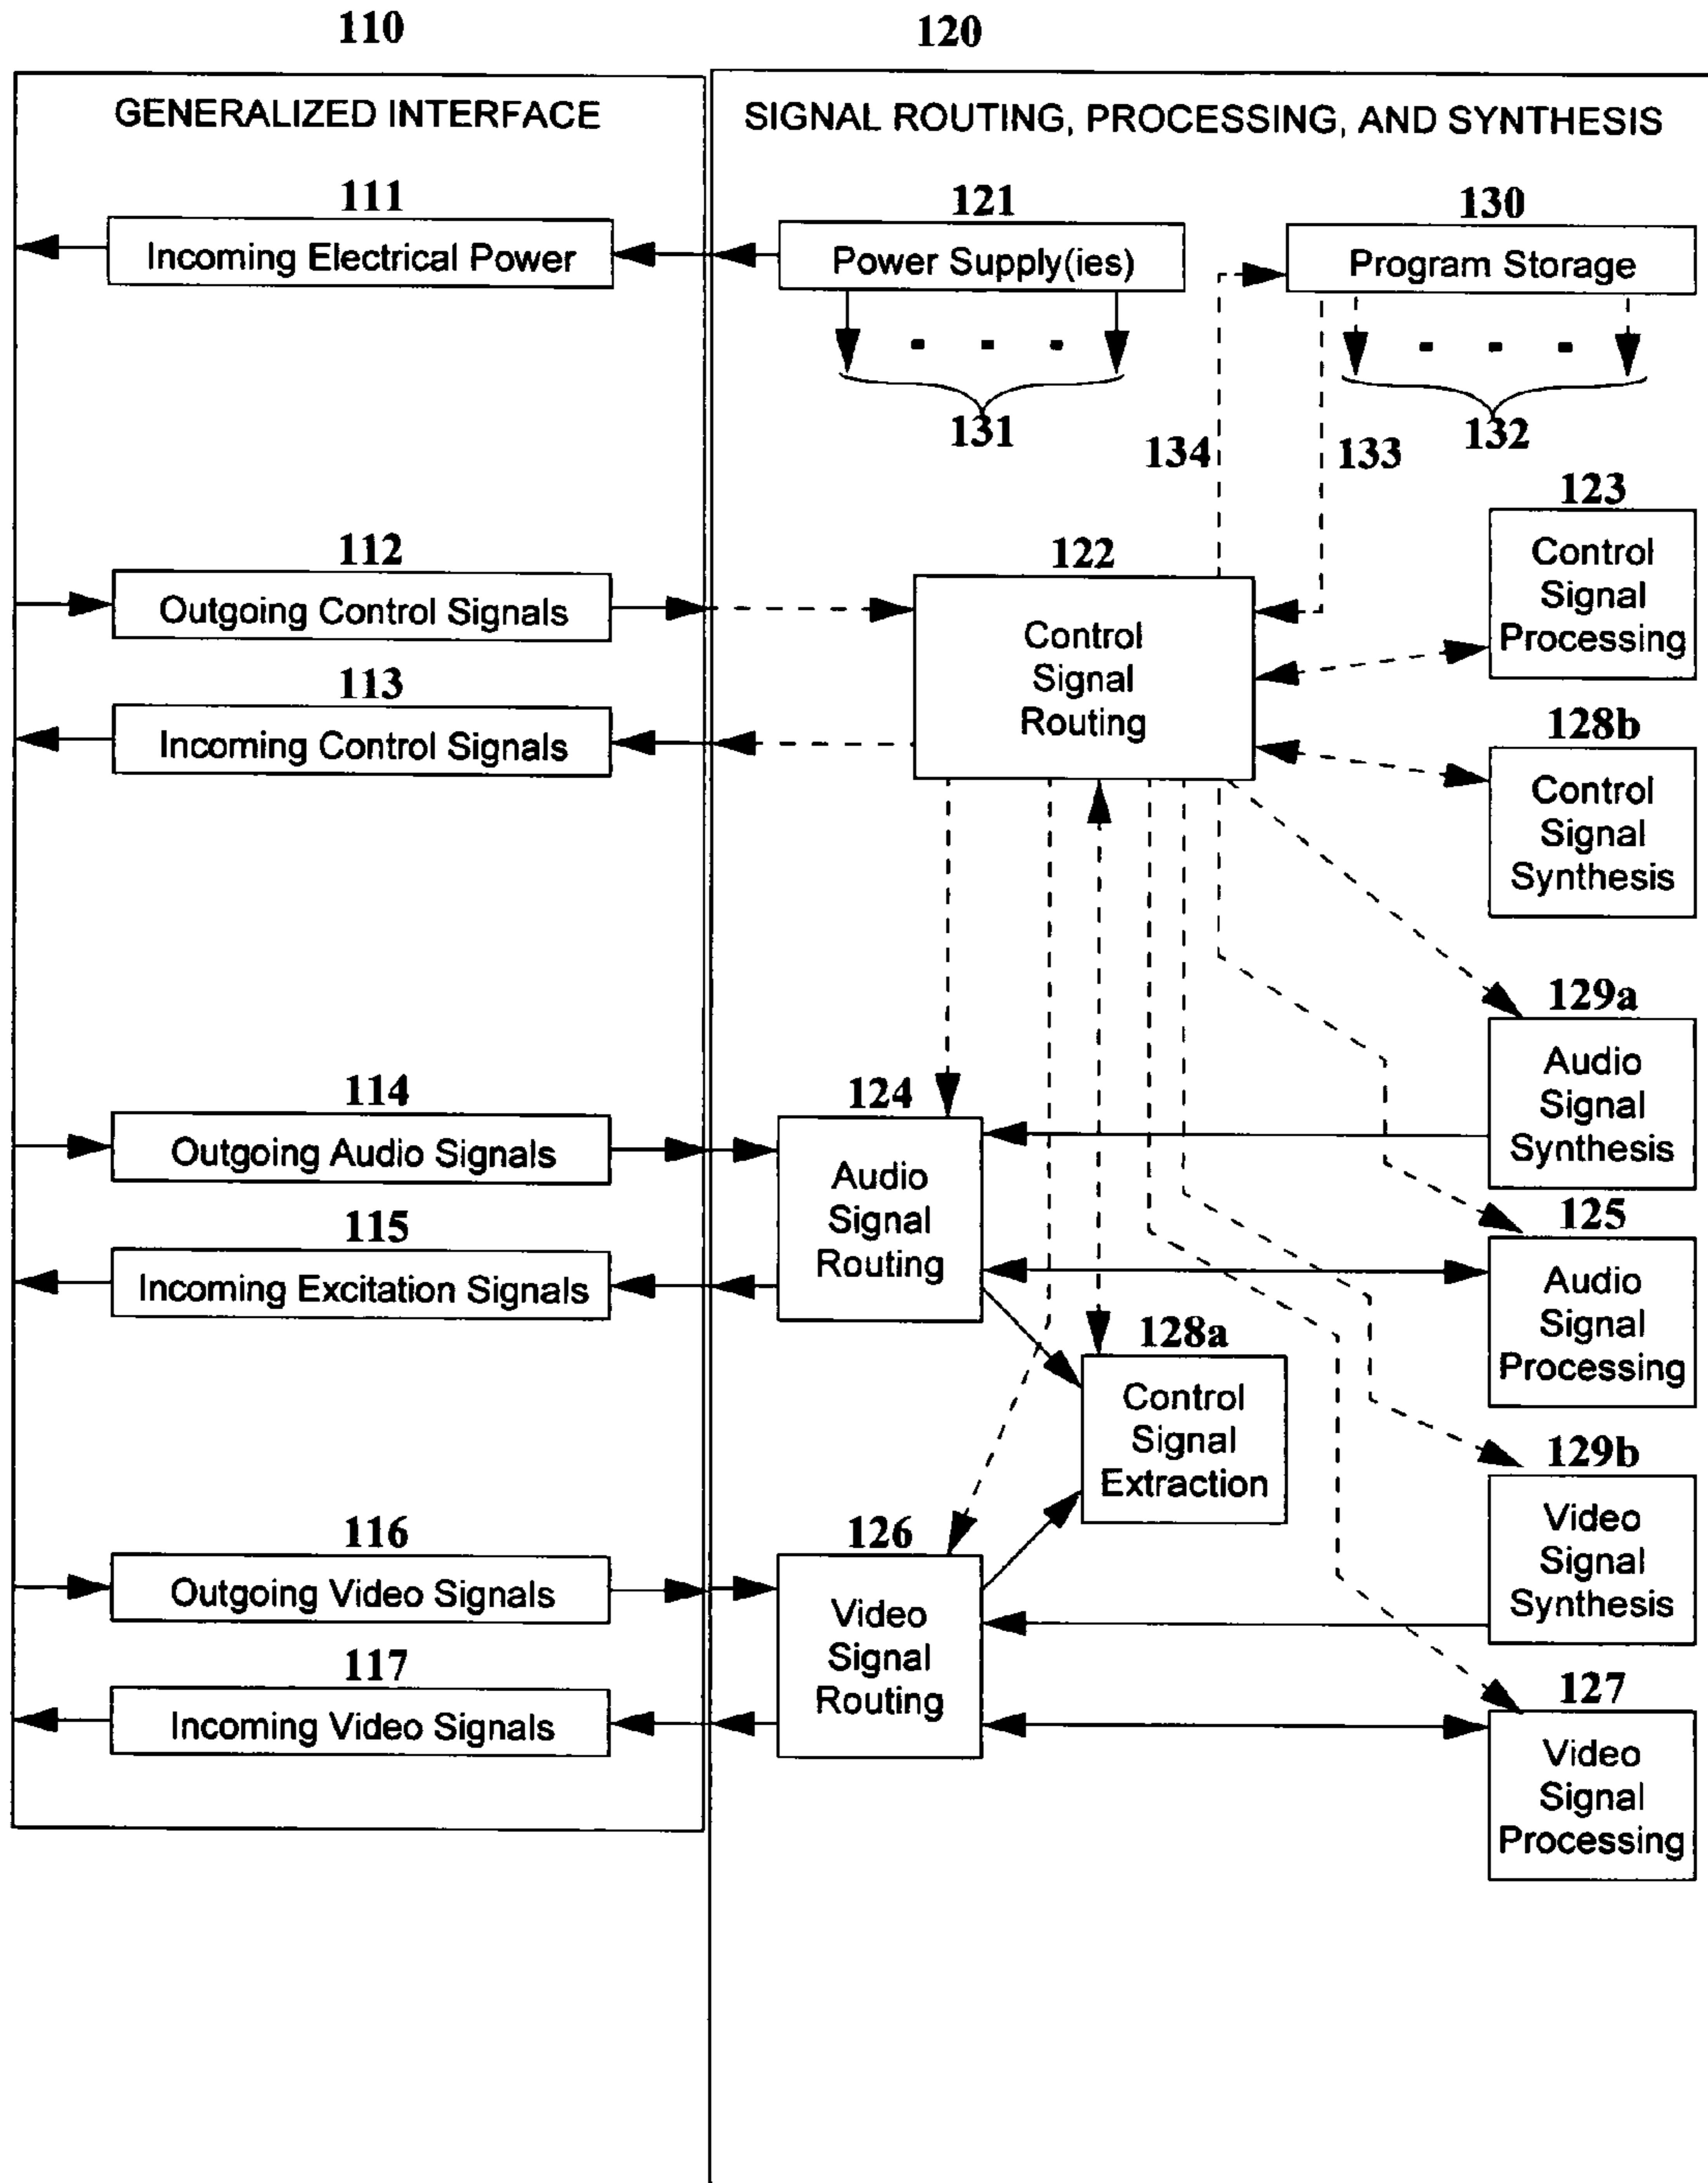 110
120
GENERALIZED INTERFACE
SIGNAL ROUTING, PROCESSING, AND SYNTHESIS
111
Incoming Electrical Power
121
Power Supply(ies)
130
Program Storage
131
134
133
132
112
Outgoing Control Signals
113
Incoming Control Signals
122
Control
Signal
Routing
123
Control
Signal
Processing
128b
Control
Signal
Synthesis
129a
Audio
Signal
Synthesis
114
Outgoing Audio Signals
115
Incoming Excitation Signals
124
Audio
Signal
Routing
125
Audio
Signal
Processing
128a
Control
Signal
Extraction
129b
Video
Signal
Synthesis
116
Outgoing Video Signals
117
Incoming Video Signals
126
Video
Signal
Routing
127
Video
Signal
Processing